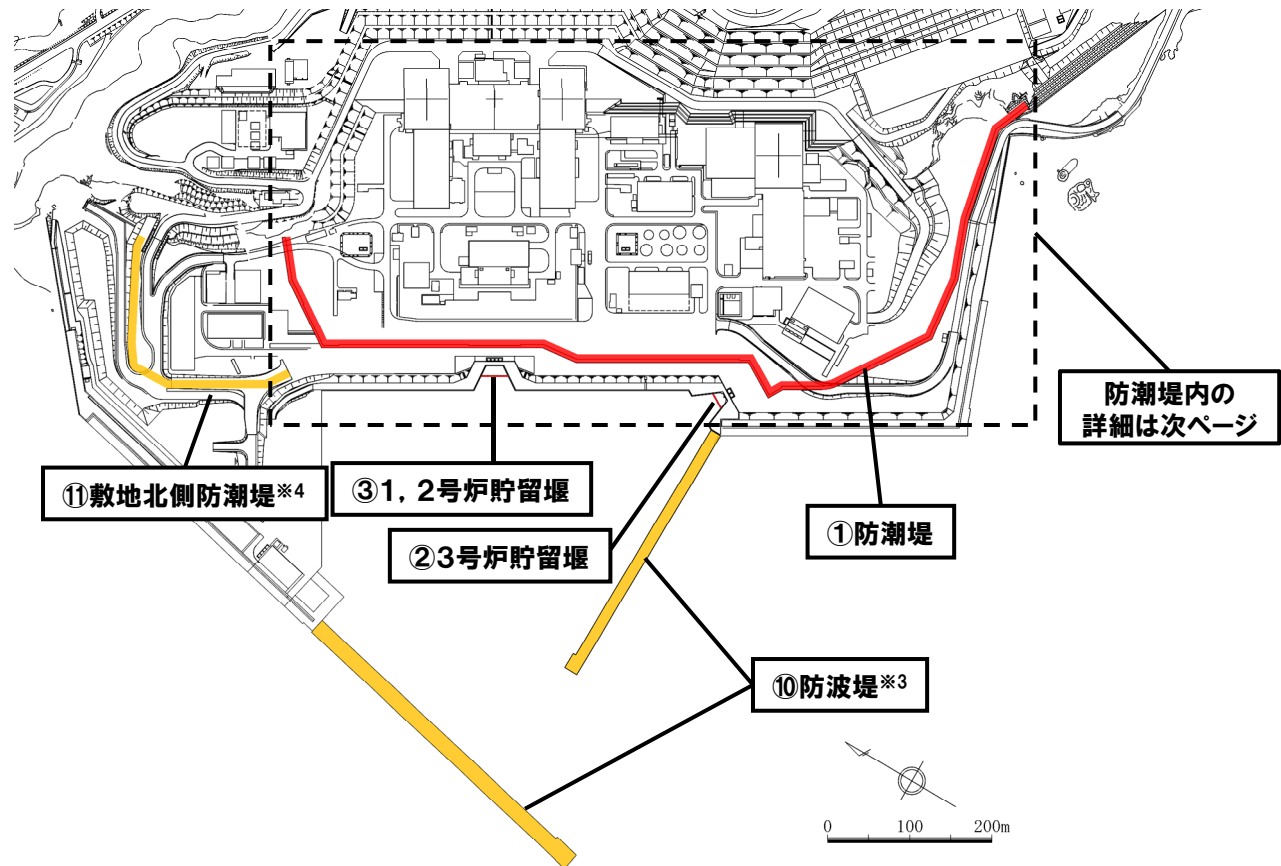 防潮堤内の
詳細は次ページ
⑪敷地北側防潮堤※4
③1, 2号炉貯留堰
②3号炉貯留堰
①防潮堤
⑩防波堤※3
0 100 200m